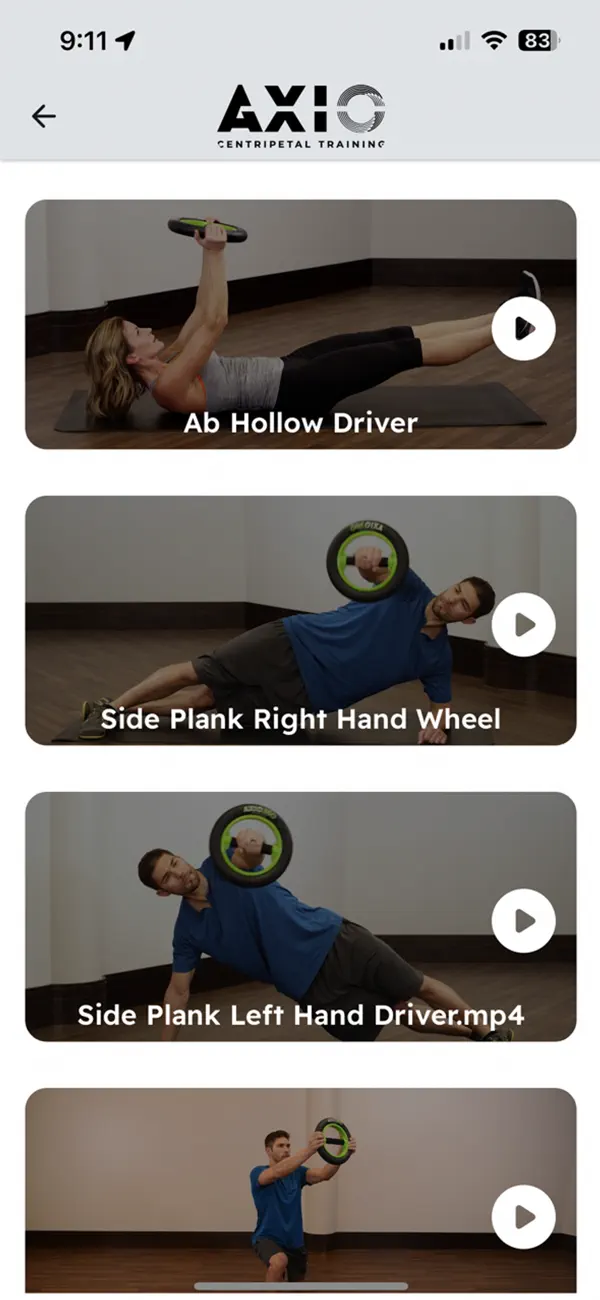 9:11
83
AXIO
CENTRIPETAL TRAINING
Ab Hollow Driver
Side Plank Right Hand Wheel
Side Plank Left Hand Driver.mp4